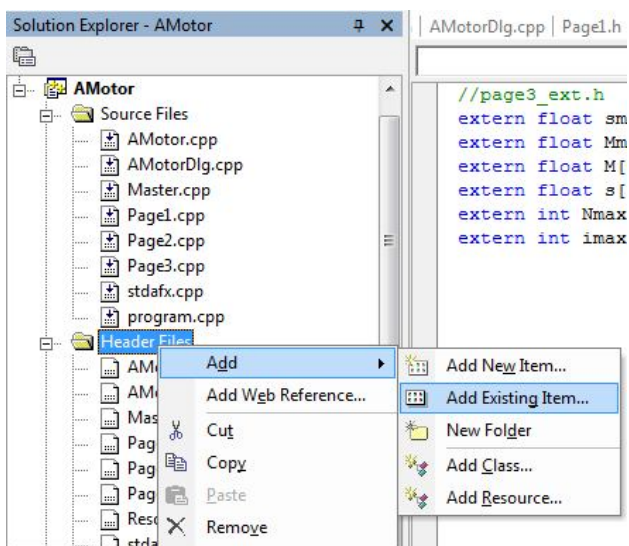 Solution Explorer - AMotor
AMotorDlg.cpp | Page1.h
AMotor
Source Files
AMotor.cpp
AMotorDlg.cpp
Master.cpp
Page1.cpp
Page2.cpp
Page3.cpp
stdafx.cpp
program.cpp
Header Files
AM
AM
Mas
Pag
Pag
Pag
Reso
stda
//page3_ext.h
extern float sm
extern float Mm
extern float M[
extern float s[
extern int Nmax
extern int imax
Add
Add Web Reference...
Cut
Copy
Paste
Remove
Add New Item...
Add Existing Item...
New Folder
Add Class...
Add Resource...